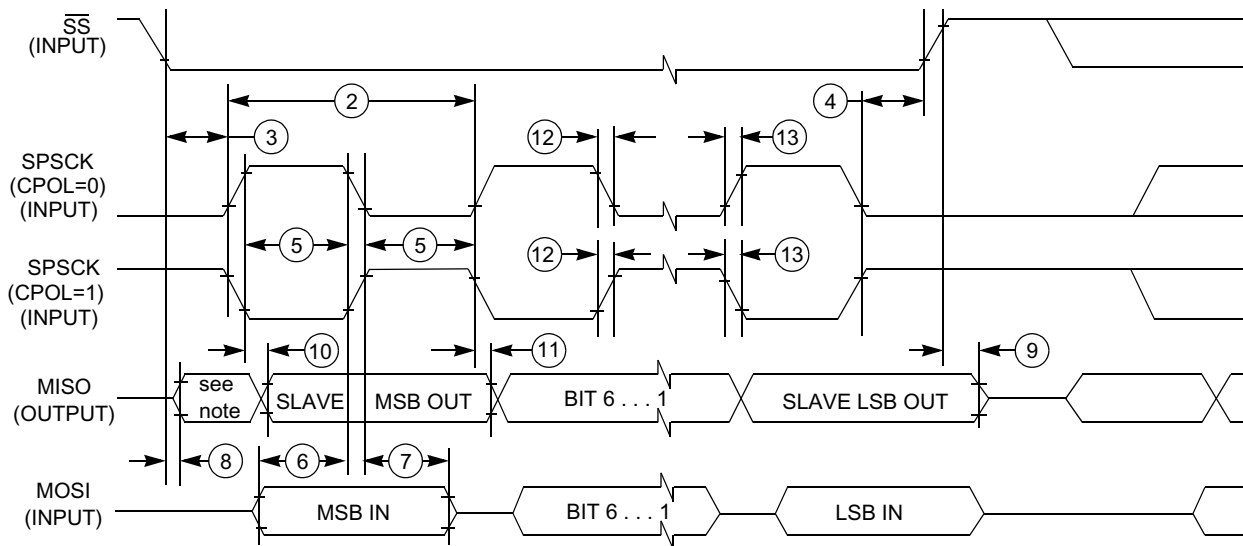 SS
(INPUT)
2
4
3
12
13
SPSCK
(CPOL=0)
(INPUT)
5
5
12
13
SPSCK
(CPOL=1)
(INPUT)
10
11
9
MISO
(OUTPUT)
see
note
SLAVE
MSB OUT
BIT 6 . . . 1
SLAVE LSB OUT
8
6
7
MOSI
(INPUT)
MSB IN
BIT 6 . . . 1
LSB IN